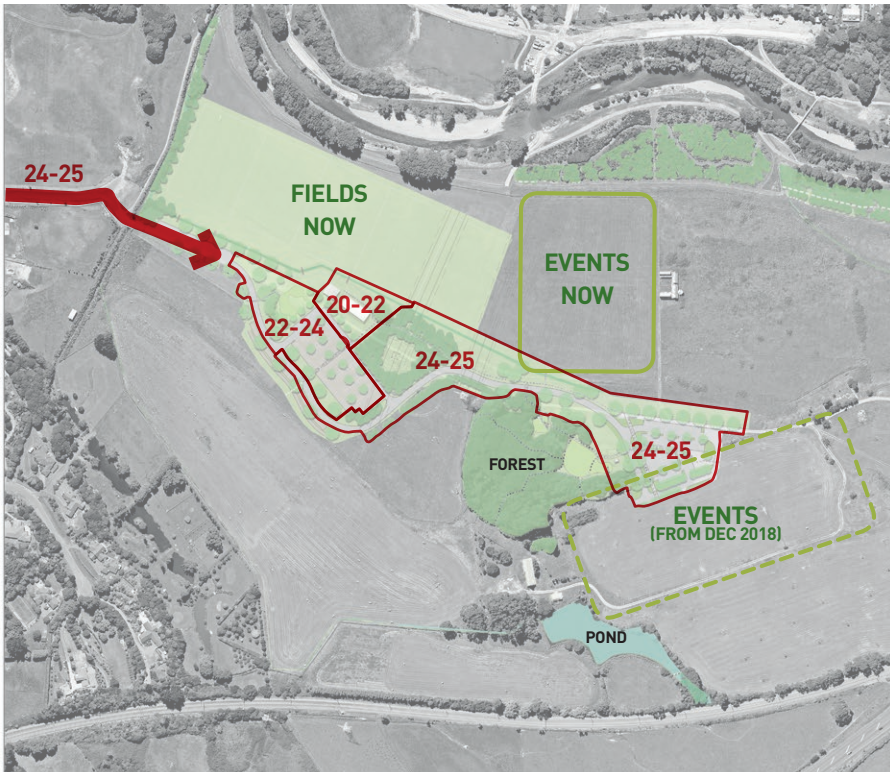 24-25
FIELDS
NOW
EVENTS
NOW
20-22
22-24
24-25
24-25
FOREST
EVENTS
(FROM DEC 2018)
POND